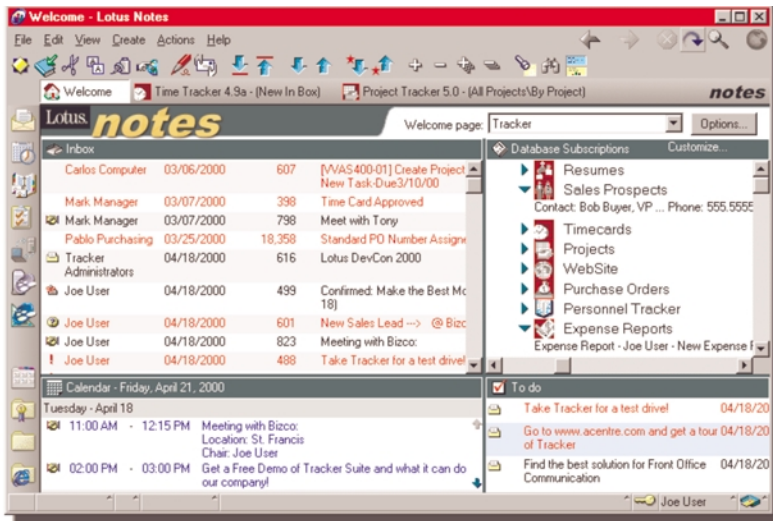 Welcome - Lotus Notes
File Edit View Create Actions Help
Welcome Time Tracker 4.9a - (New In Box) Project Tracker 5.0 - (All Projects\By Project) notes
Lotus. notes Welcome page: Tracker Options...
Inbox
Carlos Computer 03/06/2000 607 [WAS400-01] Create Project
New Task-Due3/10/00
Mark Manager 03/07/2000 398 Time Card Approved
Mark Manager 03/07/2000 798 Meet with Tony
Pablo Purchasing 03/25/2000 18,358 Standard PO Number Assigne
Tracker 04/18/2000 616 Lotus DevCon 2000
Administrators
Joe User 04/18/2000 499 Confirmed: Make the Best Mo
18)
Joe User 04/18/2000 601 New Sales Lead ---> @ Bizc
Joe User 04/18/2000 823 Meeting with Bizco:
Joe User 04/18/2000 488 Take Tracker for a test drive!
Database Subscriptions Customize...
Resumes
Sales Prospects
Contact: Bob Buyer, VP ... Phone: 555.5555
Timecards
Projects
WebSite
Purchase Orders
Personnel Tracker
Expense Reports
Expense Report - Joe User - New Expense
Calendar - Friday, April 21, 2000
Tuesday - April 18
11:00 AM - 12:15 PM Meeting with Bizco:
Location: St. Francis
Chair: Joe User
02:00 PM - 03:00 PM Get a Free Demo of Tracker Suite and what it can do
our company!
To do
Take Tracker for a test drive! 04/18/20
Go to www.acentre.com and get a tour 04/18/20
of Tracker
Find the best solution for Front Office 04/18/20
Communication
Joe User